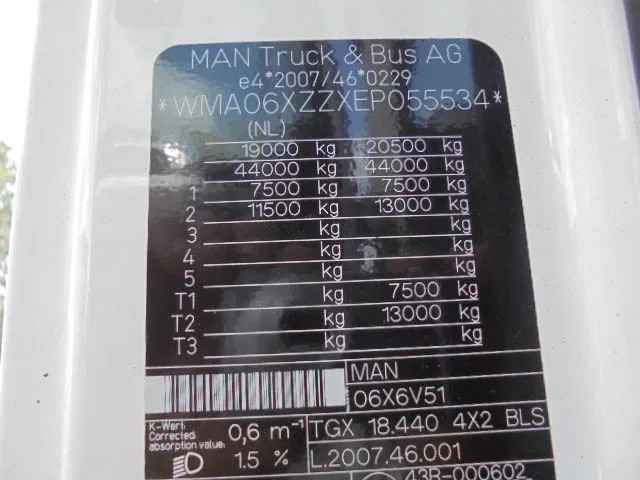 MAN Truck & Bus AG
e4*2007/46*0229
*WMA06XZZXEP055534*
(NL)
19000 kg 20500 kg
44000 kg 44000 kg
1 7500 kg 7500 kg
2 11500 kg 13000 kg
3 kg kg
4 kg kg
5 kg kg
T1 kg 7500 kg
T2 kg 13000 kg
T3 kg kg
MAN
06X6V51
K-Wert:
Corrected
absorption value: 0,6 m⁻¹ TGX 18.440 4X2 BLS
1.5 % L.2007.46.001
43R-000602